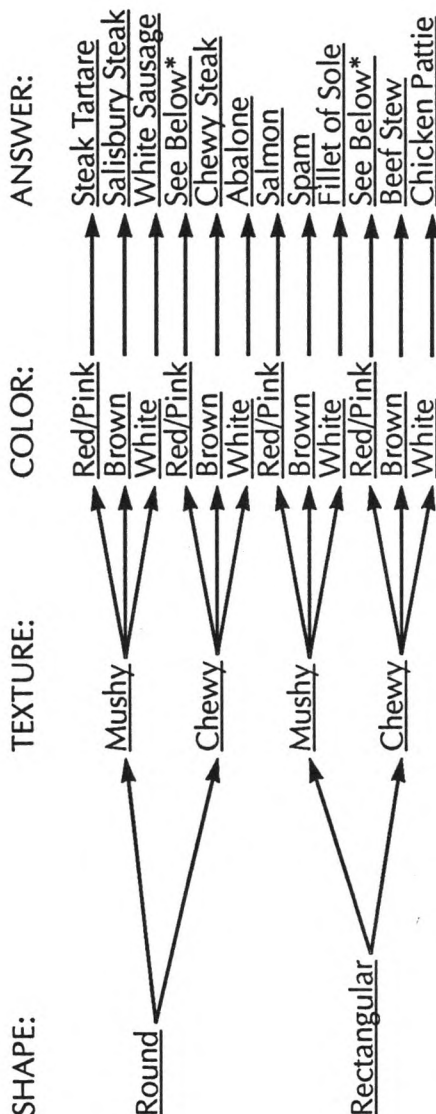 SHAPE: TEXTURE: COLOR: ANSWER:
Round
Mushy
Red/Pink Steak Tartare
Brown Salisbury Steak
White White Sausage
Chewy
Red/Pink See Below*
Brown Chewy Steak
White Abalone
Rectangular
Mushy
Red/Pink Salmon
Brown Spam
White Fillet of Sole
Chewy
Red/Pink See Below*
Brown Beef Stew
White Chicken Pattie